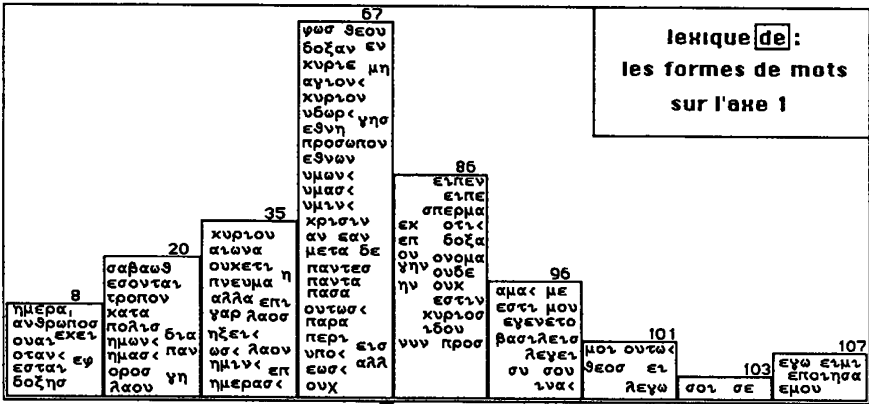 lexique de :
les formes de mots
sur l'axe 1
8
ημερα,
ανθρωποσ
ουαι εκει
οταν<
εσται εφ
δοξησ
20
σαβαωθ
εσονται
τροπον
κατα
πολισ
ημων< δια
ημασ< παν
οροσ
λαου γη
35
κυριου
αιωνα
ουκετι
πνευμα η
αλλα επι
γαρ λαοσ
ηξει<
ωσ< λαον
ημιν< επ
ημερασ<
67
φωσ θεου
δοξαν εν
κυριε μη
αγιον<
κυριον
υδωρ< γησ
εθνη
προσωπον
εθνων
υμων<
υμασ<
υμιν<
κρισιν
αν εαν
μετα δε
παντεσ
παντα
πασα
ουτωσ<
παρα
περι
υπο< εισ
εωσ< αλλ
ουχ
86
ειπεν
ειπε
σπερμα
εκ οτι<
επ δοξα
ου ονομα
γην ουδε
ην ουκ
εστιν
κυριοσ
ιδου
νυν προσ
96
αμα< με
εστι μου
εγενετο
βασιλεισ
λεγει
συ σου
ινα<
101
μοι ουτω<
θεοσ ει
λεγω
103
σοι σε
107
εγω ειμι
εποιησα
εμου